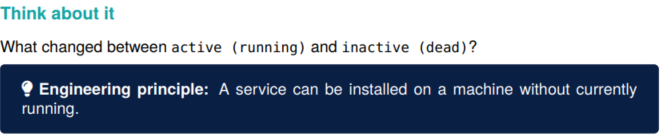 Think about it
What changed between active (running) and inactive (dead)?
Engineering principle: A service can be installed on a machine without currently
running.